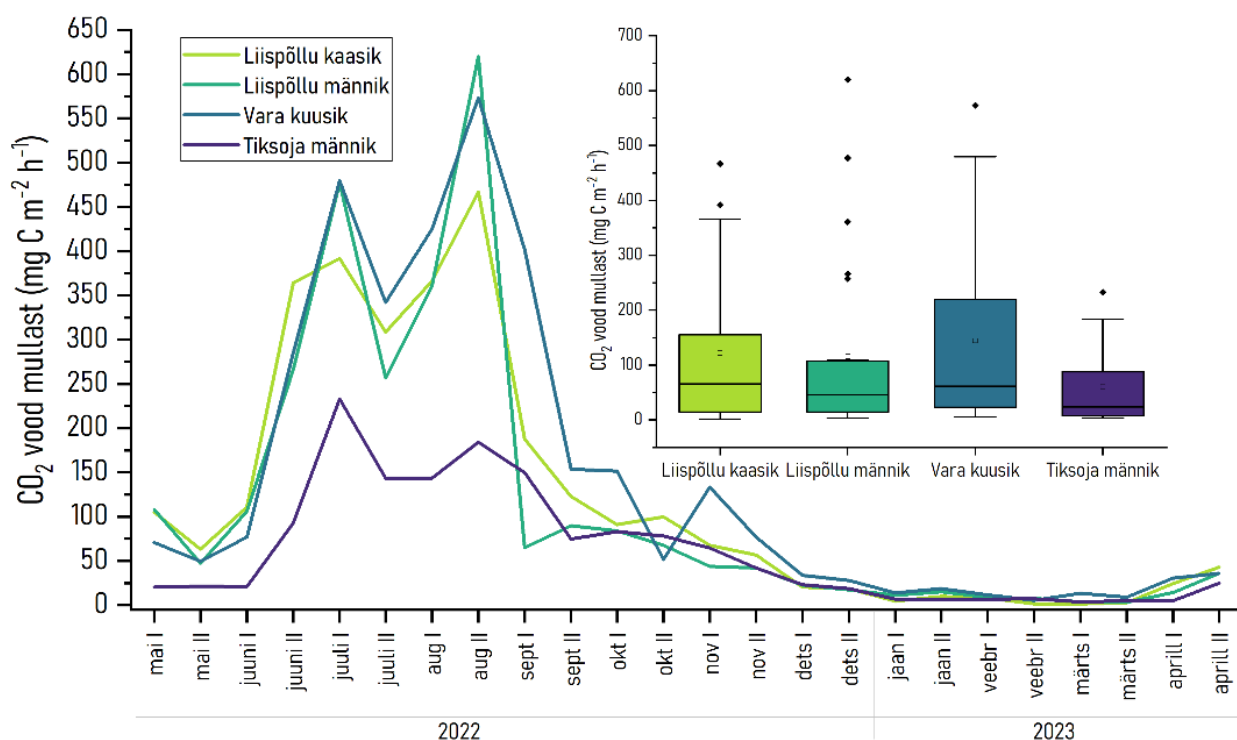 CO₂ vood mullast (mg C m⁻² h⁻¹)
650
600
550
500
450
400
350
300
250
200
150
100
50
0
Liispõllu kaasik
Liispõllu männik
Vara kuusik
Tiksoja männik
CO₂ vood mullast (mg C m⁻² h⁻¹)
700
600
500
400
300
200
100
0
Liispõllu kaasik Liispõllu männik Vara kuusik Tiksoja männik
mai I
mai II
juuni I
juuni II
juuli I
juuli II
aug I
aug II
sept I
sept II
okt I
okt II
nov I
nov II
dets I
dets II
jaan I
jaan II
veebr I
veebr II
märts I
märts II
aprill I
aprill II
2022 2023